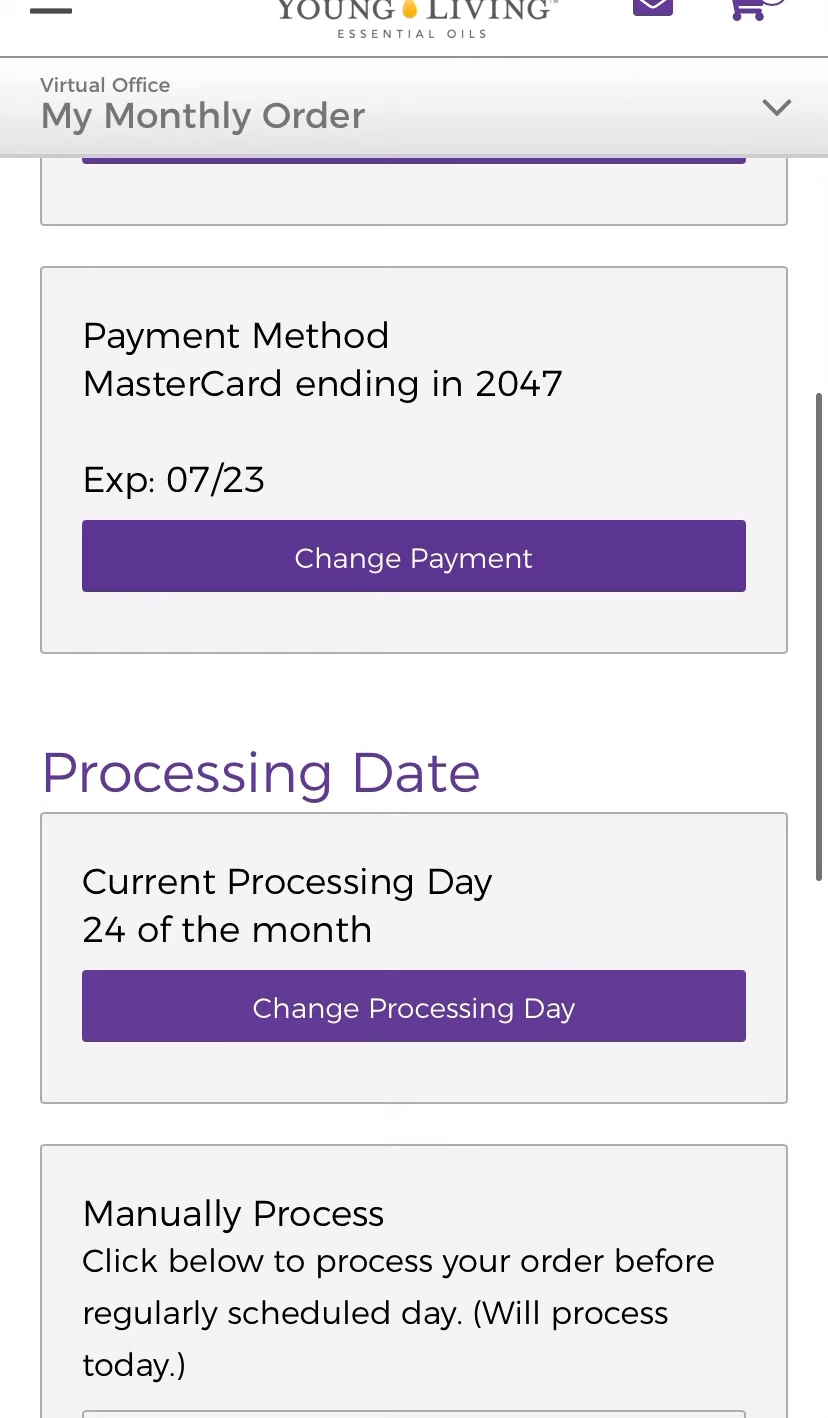 YOUNG LIVING™
ESSENTIAL OILS
Virtual Office
My Monthly Order
Payment Method
MasterCard ending in 2047
Exp: 07/23
Change Payment
Processing Date
Current Processing Day
24 of the month
Change Processing Day
Manually Process
Click below to process your order before
regularly scheduled day. (Will process
today.)